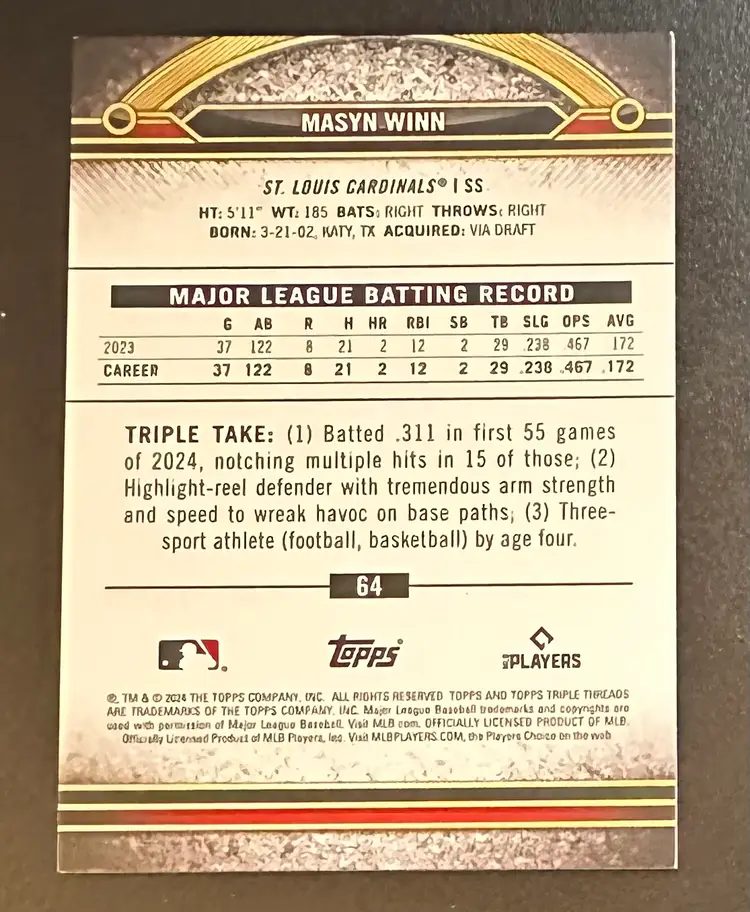 MASYN WINN
ST. LOUIS CARDINALS® | SS
HT: 5'11" WT: 185 BATS: RIGHT THROWS: RIGHT
BORN: 3-21-02, KATY, TX ACQUIRED: VIA DRAFT
MAJOR LEAGUE BATTING RECORD
G AB R H HR RBI SB TB SLG OPS AVG
2023 37 122 8 21 2 12 2 29 .238 .467 .172
CAREER 37 122 8 21 2 12 2 29 .238 .467 .172
TRIPLE TAKE: (1) Batted .311 in first 55 games
of 2024, notching multiple hits in 15 of those; (2)
Highlight-reel defender with tremendous arm strength
and speed to wreak havoc on base paths; (3) Three-
sport athlete (football, basketball) by age four.
64
Topps®
MLB PLAYERS
®, TM & © 2024 THE TOPPS COMPANY, INC. ALL RIGHTS RESERVED TOPPS AND TOPPS TRIPLE THREADS
ARE TRADEMARKS OF THE TOPPS COMPANY, INC. Major League Baseball trademarks and copyrights are
used with permission of Major League Baseball. Visit MLB.com. OFFICIALLY LICENSED PRODUCT OF MLB.
Officially Licensed Product of MLB Players, Inc. Visit MLBPLAYERS.COM, the Players Choice on the web